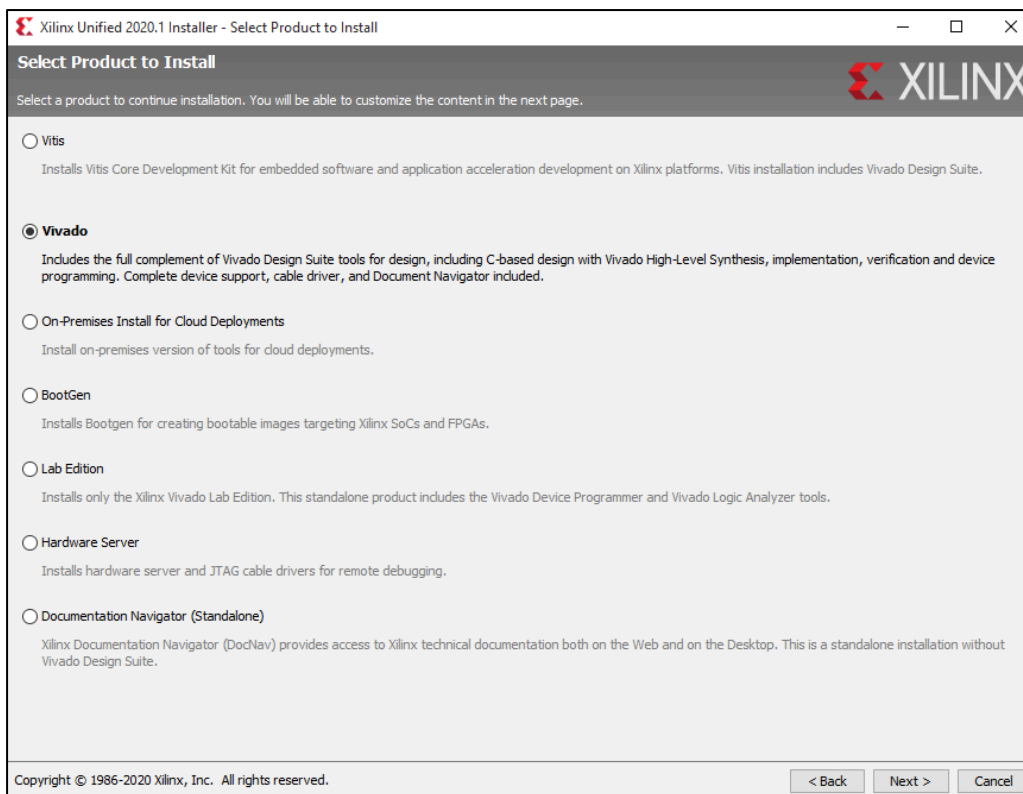 Xilinx Unified 2020.1 Installer - Select Product to Install
Select Product to Install
Select a product to continue installation. You will be able to customize the content in the next page.
XILINX
Vitis
Installs Vitis Core Development Kit for embedded software and application acceleration development on Xilinx platforms. Vitis installation includes Vivado Design Suite.
Vivado
Includes the full complement of Vivado Design Suite tools for design, including C-based design with Vivado High-Level Synthesis, implementation, verification and device
programming. Complete device support, cable driver, and Document Navigator included.
On-Premises Install for Cloud Deployments
Install on-premises version of tools for cloud deployments.
BootGen
Installs Bootgen for creating bootable images targeting Xilinx SoCs and FPGAs.
Lab Edition
Installs only the Xilinx Vivado Lab Edition. This standalone product includes the Vivado Device Programmer and Vivado Logic Analyzer tools.
Hardware Server
Installs hardware server and JTAG cable drivers for remote debugging.
Documentation Navigator (Standalone)
Xilinx Documentation Navigator (DocNav) provides access to Xilinx technical documentation both on the Web and on the Desktop. This is a standalone installation without
Vivado Design Suite.
Copyright © 1986-2020 Xilinx, Inc.  All rights reserved.
< Back
Next >
Cancel